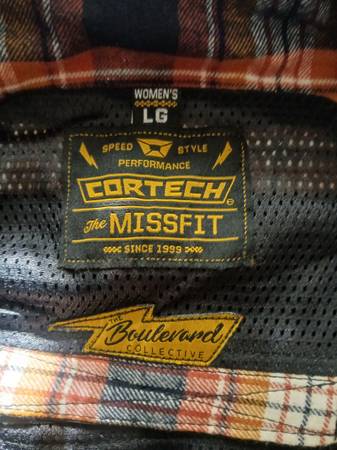 WOMEN'S
LG
SPEED STYLE
PERFORMANCE
CORTECH
The MISSFIT
SINCE 1999
THE
Boulevard
COLLECTIVE